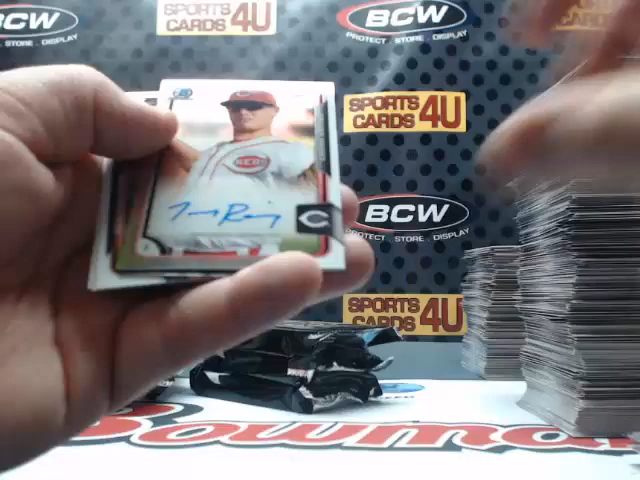 SPORTS
CARDS 4U
BCW
STORE . DISPLAY
BCW
PROTECT . STORE . DISPLAY
SPORTS
CARDS 4U
REDS
C
BCW
PROTECT . STORE . DISPLAY
SPORTS
CARDS 4U
Bowman